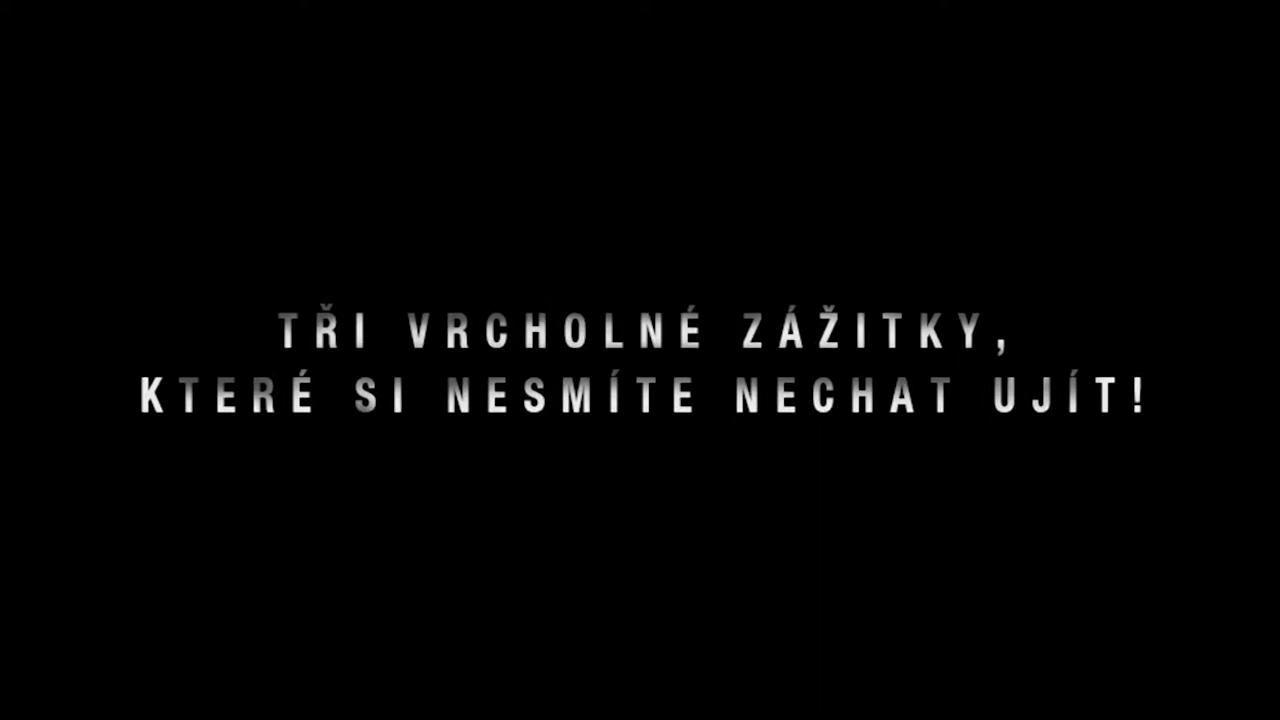 TŘI VRCHOLNÉ ZÁŽITKY,
KTERÉ SI NESMÍTE NECHAT UJÍT!